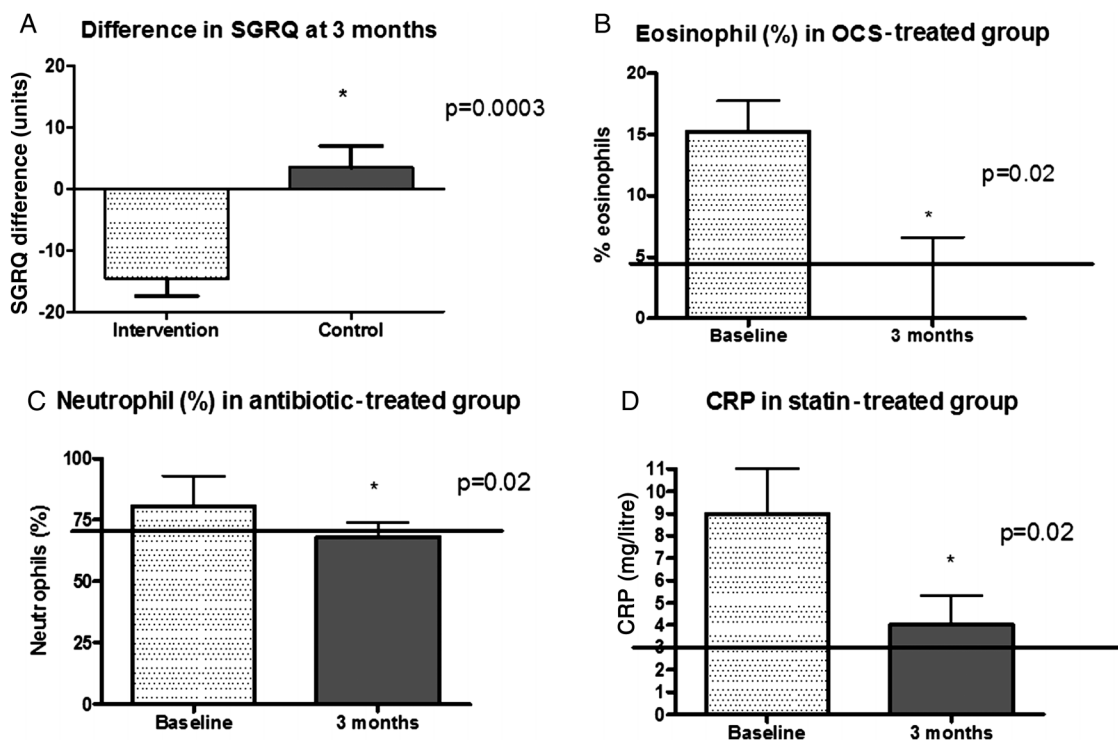 A
Difference in SGRQ at 3 months
SGRQ difference (units)
20
10
0
-10
-20
*
p=0.0003
Intervention
Control
B
Eosinophil (%) in OCS-treated group
% eosinophils
20
15
10
5
0
*
p=0.02
Baseline
3 months
C
Neutrophil (%) in antibiotic-treated group
Neutrophils (%)
100
75
50
25
0
*
p=0.02
Baseline
3 months
D
CRP in statin-treated group
CRP (mg/litre)
11
10
9
8
7
6
5
4
3
2
1
0
*
p=0.02
Baseline
3 months